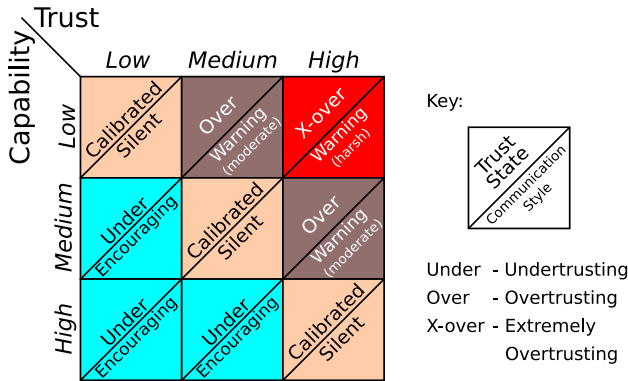 Trust
Capability
Low Medium High
Low
Calibrated
Silent
Over
Warning
(moderate)
X-over
Warning
(harsh)
Medium
Under
Encouraging
Calibrated
Silent
Over
Warning
(moderate)
High
Under
Encouraging
Under
Encouraging
Calibrated
Silent
Key:
Trust
State
Communication
Style
Under - Undertrusting
Over - Overtrusting
X-over - Extremely
Overtrusting